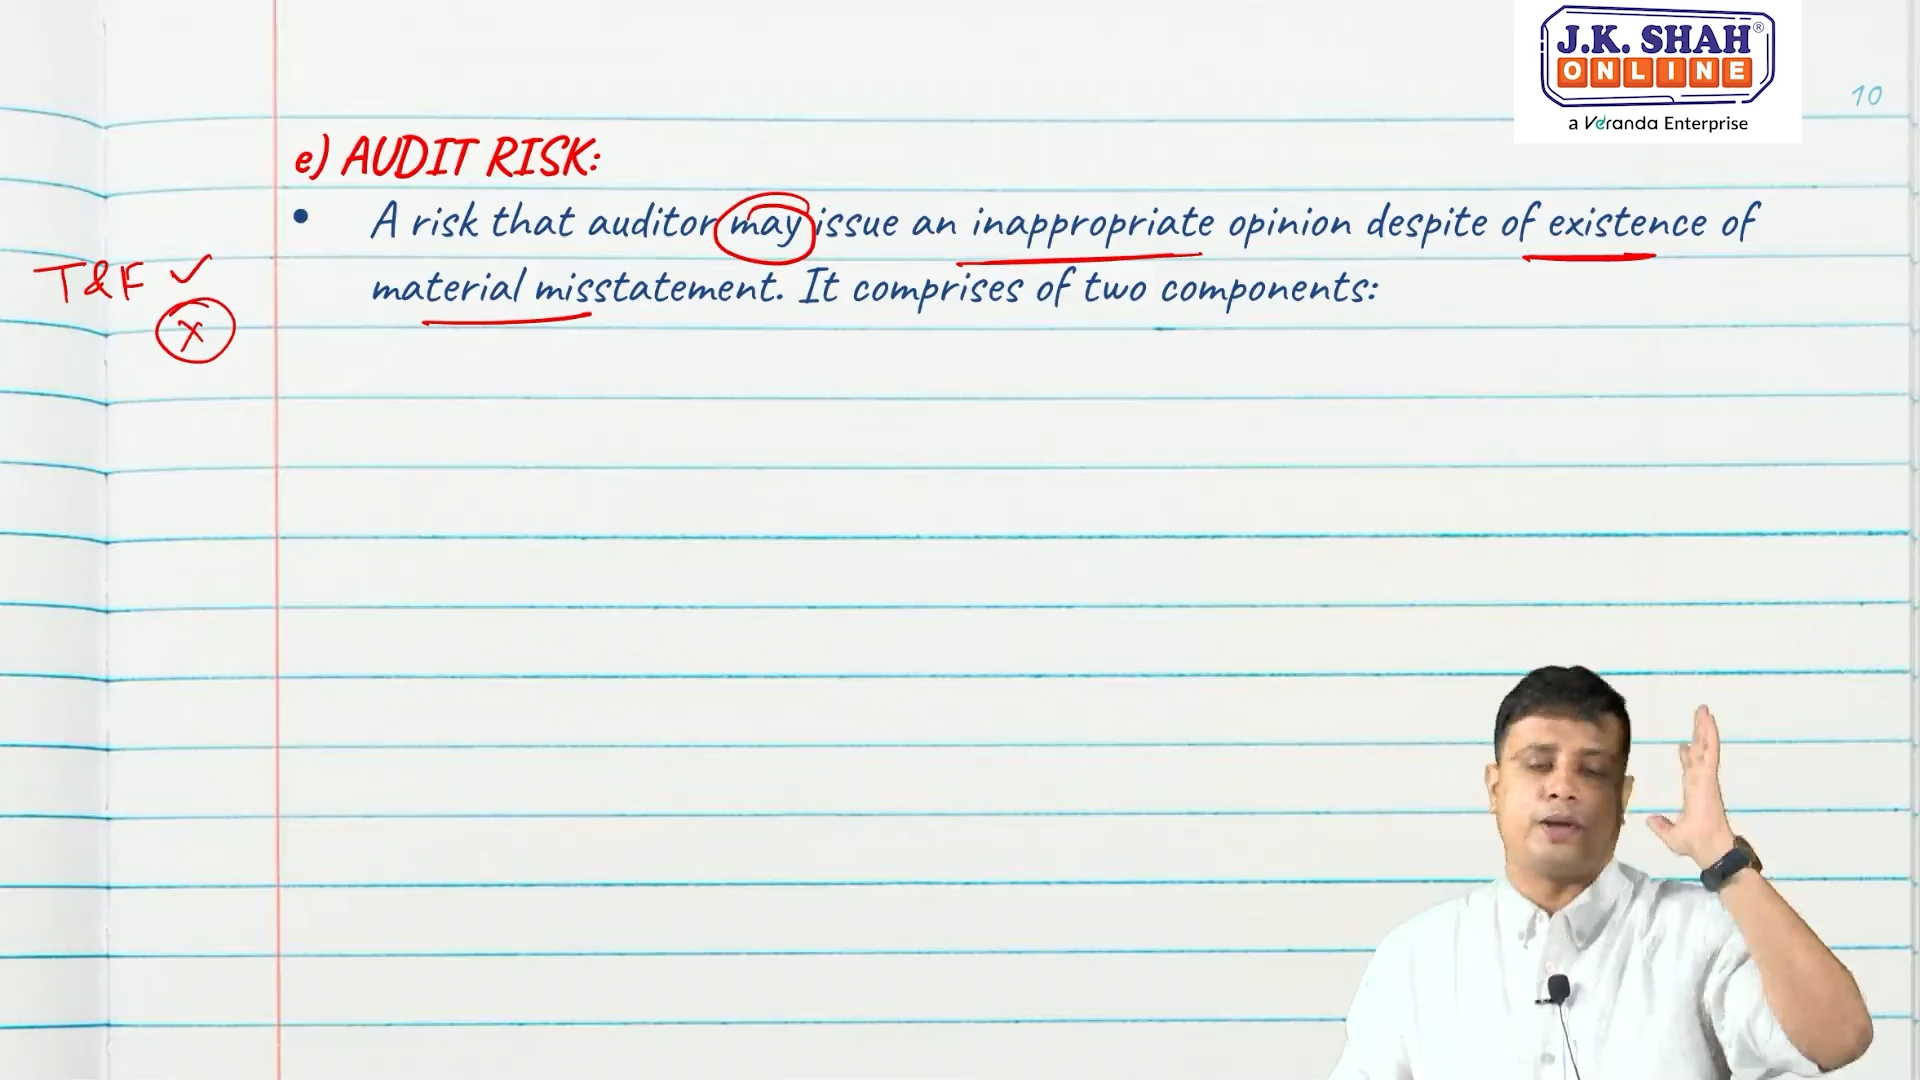 J.K. SHAH®
ONLINE
a Veranda Enterprise
10
e) AUDIT RISK:
• A risk that auditor may issue an inappropriate opinion despite of existence of
material misstatement. It comprises of two components:
T&F ✓
x